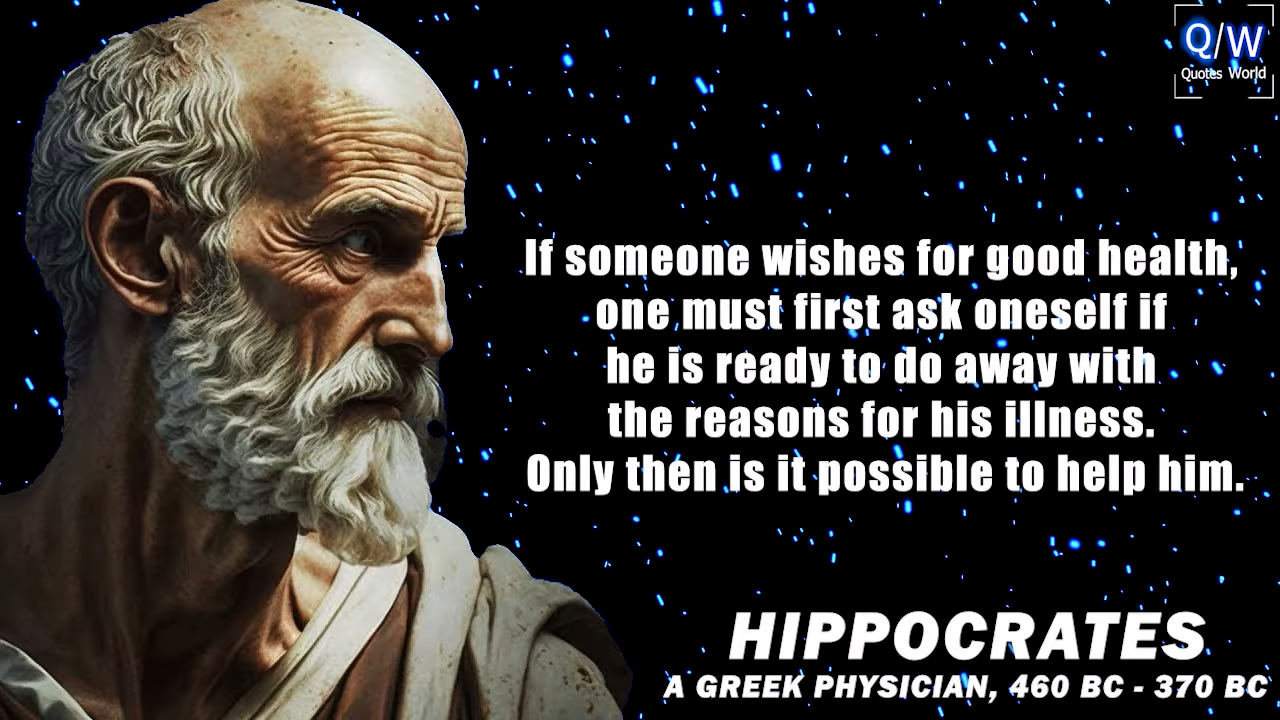 Q/W
Quotes World
If someone wishes for good health,
one must first ask oneself if
he is ready to do away with
the reasons for his illness.
Only then is it possible to help him.
HIPPOCRATES
A GREEK PHYSICIAN, 460 BC - 370 BC